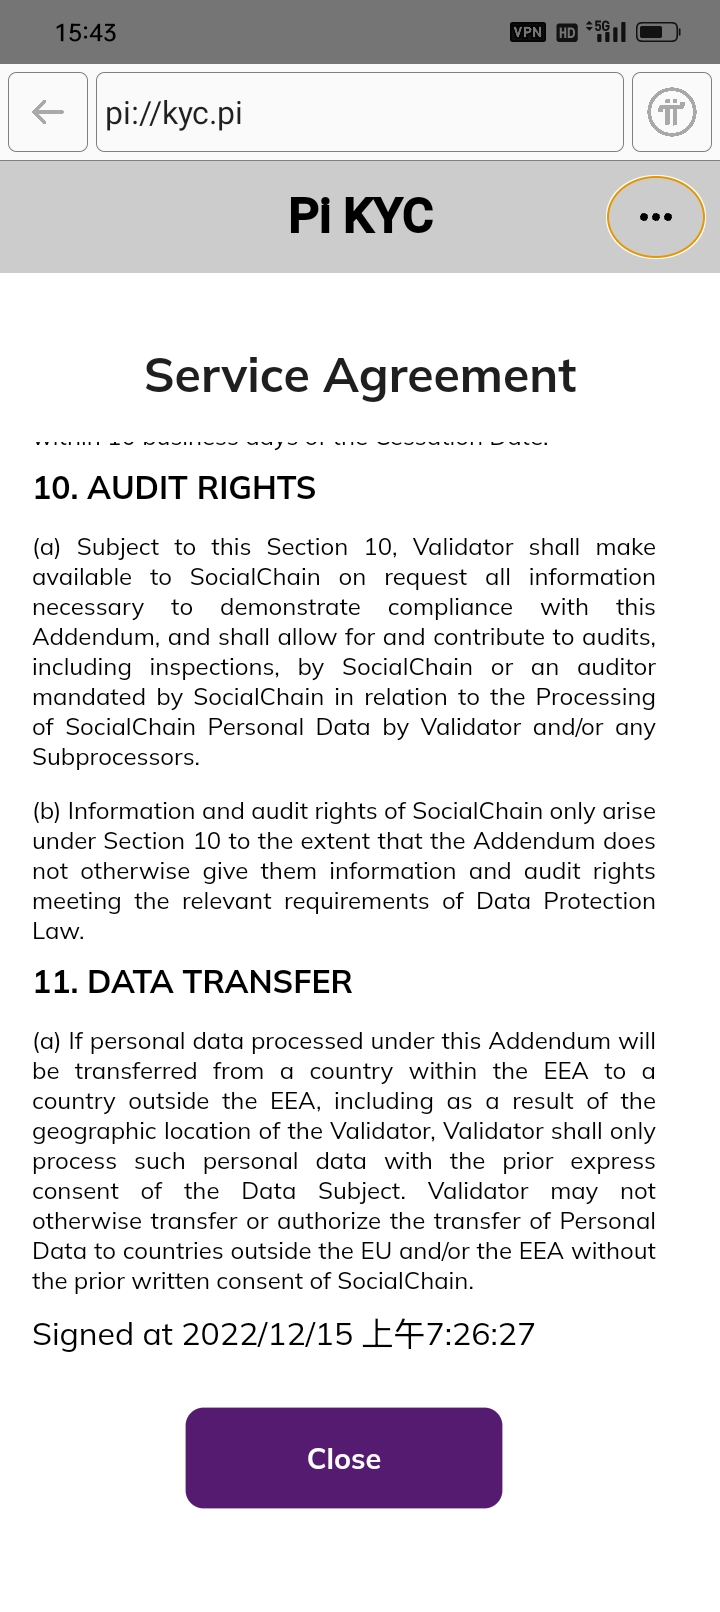 15:43
VPN HD 5G
pi://kyc.pi
Pi KYC
Service Agreement
within 10 business days of the Cessation Date.
10. AUDIT RIGHTS
(a) Subject to this Section 10, Validator shall make
available to SocialChain on request all information
necessary to demonstrate compliance with this
Addendum, and shall allow for and contribute to audits,
including inspections, by SocialChain or an auditor
mandated by SocialChain in relation to the Processing
of SocialChain Personal Data by Validator and/or any
Subprocessors.
(b) Information and audit rights of SocialChain only arise
under Section 10 to the extent that the Addendum does
not otherwise give them information and audit rights
meeting the relevant requirements of Data Protection
Law.
11. DATA TRANSFER
(a) If personal data processed under this Addendum will
be transferred from a country within the EEA to a
country outside the EEA, including as a result of the
geographic location of the Validator, Validator shall only
process such personal data with the prior express
consent of the Data Subject. Validator may not
otherwise transfer or authorize the transfer of Personal
Data to countries outside the EU and/or the EEA without
the prior written consent of SocialChain.
Signed at 2022/12/15 上午7:26:27
Close